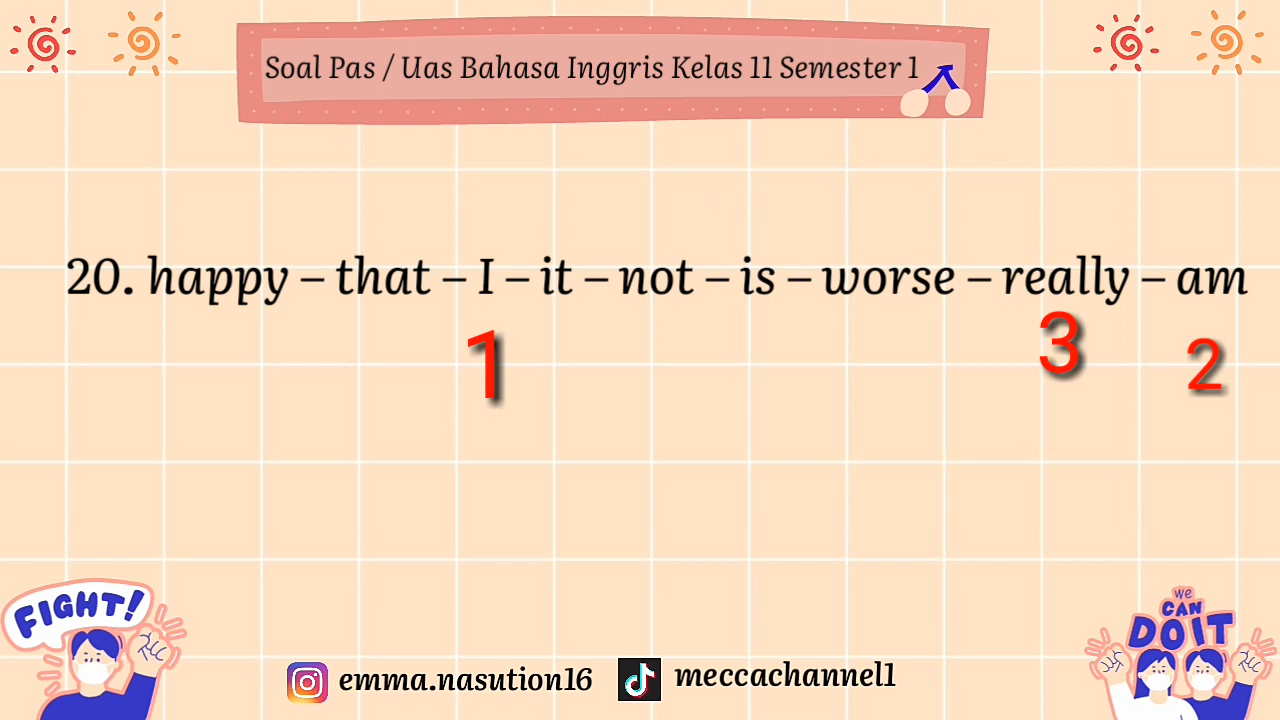 Soal Pas / Uas Bahasa Inggris Kelas 11 Semester 1
20. happy – that – I – it – not – is – worse – really – am
1 3 2
FIGHT!
WE
CAN
DO IT
emma.nasution16 meccachannel1